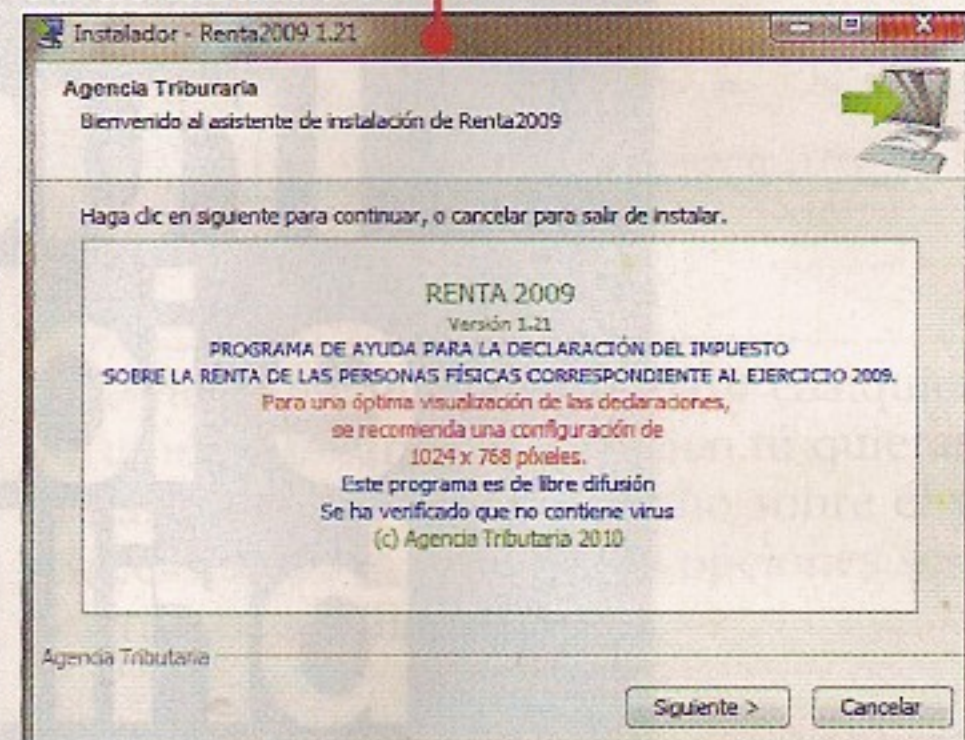 Instalador - Renta2009 1.21
Agencia Triburaria
Bienvenido al asistente de instalación de Renta2009
Haga clic en siguiente para continuar, o cancelar para salir de instalar.
RENTA 2009
Versión 1.21
PROGRAMA DE AYUDA PARA LA DECLARACIÓN DEL IMPUESTO
SOBRE LA RENTA DE LAS PERSONAS FÍSICAS CORRESPONDIENTE AL EJERCICIO 2009.
Para una óptima visualización de las declaraciones,
se recomienda una configuración de
1024 x 768 píxeles.
Este programa es de libre difusión
Se ha verificado que no contiene virus
(c) Agencia Tributaria 2010
Agencia Tributaria
Siguiente >
Cancelar